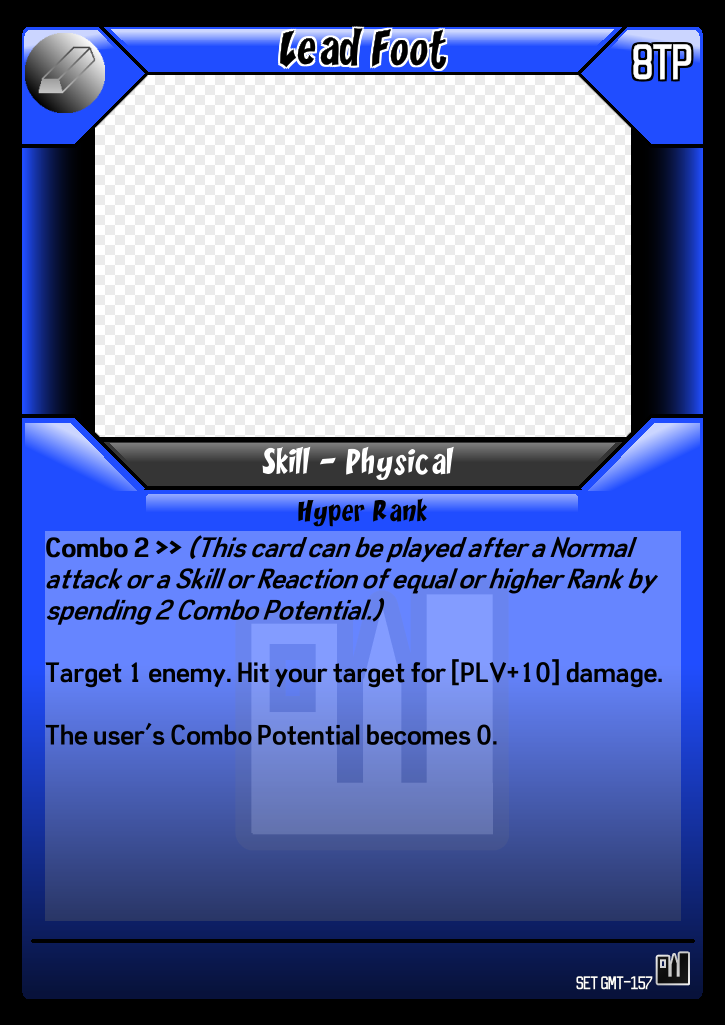 Lead Foot
8TP
Skill - Physical
Hyper Rank
Combo 2 >> (This card can be played after a Normal
attack or a Skill or Reaction of equal or higher Rank by
spending 2 Combo Potential.)
Target 1 enemy. Hit your target for [PLV+10] damage.
The user's Combo Potential becomes 0.
SET GMT-157